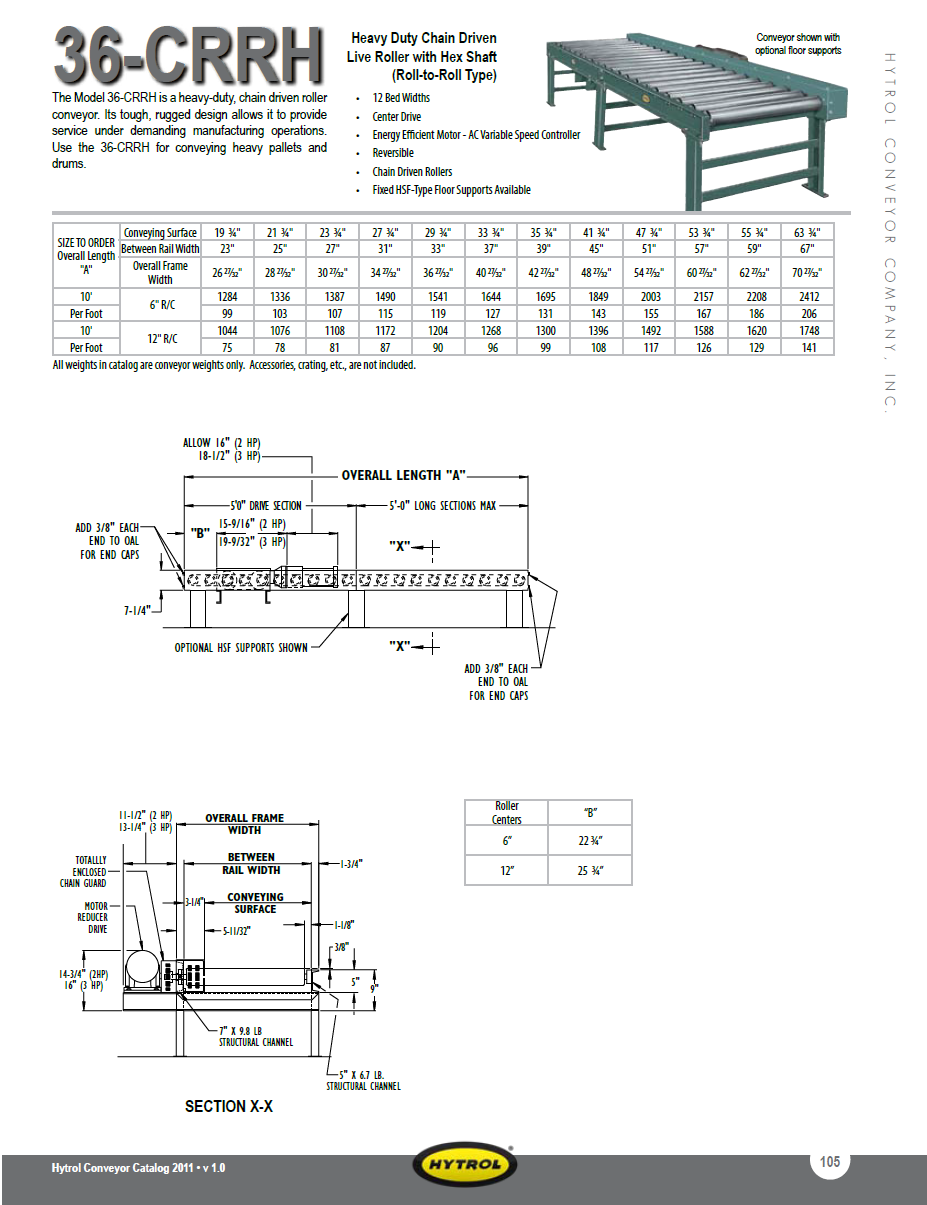 36-CRRH
The Model 36-CRRH is a heavy-duty, chain driven roller
conveyor. Its tough, rugged design allows it to provide
service under demanding manufacturing operations.
Use the 36-CRRH for conveying heavy pallets and
drums.
Heavy Duty Chain Driven
Live Roller with Hex Shaft
(Roll-to-Roll Type)
• 12 Bed Widths
• Center Drive
• Energy Efficient Motor - AC Variable Speed Controller
• Reversible
• Chain Driven Rollers
• Fixed HSF-Type Floor Supports Available
Conveyor shown with
optional floor supports
HYTROL CONVEYOR COMPANY, INC.
SIZE TO ORDER
Overall Length
"A"
Conveying Surface 19 ¾" 21 ¾" 23 ¾" 27 ¾" 29 ¾" 33 ¾" 35 ¾" 41 ¾" 47 ¾" 53 ¾" 55 ¾" 63 ¾"
Between Rail Width 23" 25" 27" 31" 33" 37" 39" 45" 51" 57" 59" 67"
Overall Frame
Width
26 27/32" 28 27/32" 30 27/32" 34 27/32" 36 27/32" 40 27/32" 42 27/32" 48 27/32" 54 27/32" 60 27/32" 62 27/32" 70 27/32"
10' 6" R/C 1284 1336 1387 1490 1541 1644 1695 1849 2003 2157 2208 2412
Per Foot 99 103 107 115 119 127 131 143 155 167 186 206
10' 12" R/C 1044 1076 1108 1172 1204 1268 1300 1396 1492 1588 1620 1748
Per Foot 75 78 81 87 90 96 99 108 117 126 129 141
All weights in catalog are conveyor weights only. Accessories, crating, etc., are not included.
ALLOW 16" (2 HP)
18-1/2" (3 HP)
OVERALL LENGTH "A"
5'0" DRIVE SECTION
5'-0" LONG SECTIONS MAX
ADD 3/8" EACH
END TO OAL
FOR END CAPS
"B"
15-9/16" (2 HP)
19-9/32" (3 HP)
"X"
7-1/4"
OPTIONAL HSF SUPPORTS SHOWN
"X"
ADD 3/8" EACH
END TO OAL
FOR END CAPS
11-1/2" (2 HP)
13-1/4" (3 HP)
OVERALL FRAME
WIDTH
BETWEEN
RAIL WIDTH
1-3/4"
TOTALLLY
ENCLOSED
CHAIN GUARD
3-1/4"
CONVEYING
SURFACE
MOTOR
REDUCER
DRIVE
5-11/32"
1-1/8"
3/8"
14-3/4" (2HP)
16" (3 HP)
5"
9"
7" X 9.8 LB
STRUCTURAL CHANNEL
5" X 6.7 LB.
STRUCTURAL CHANNEL
SECTION X-X
Roller
Centers
“B”
6” 22 ¾”
12” 25 ¾”
Hytrol Conveyor Catalog 2011 • v 1.0
HYTROL
®
105